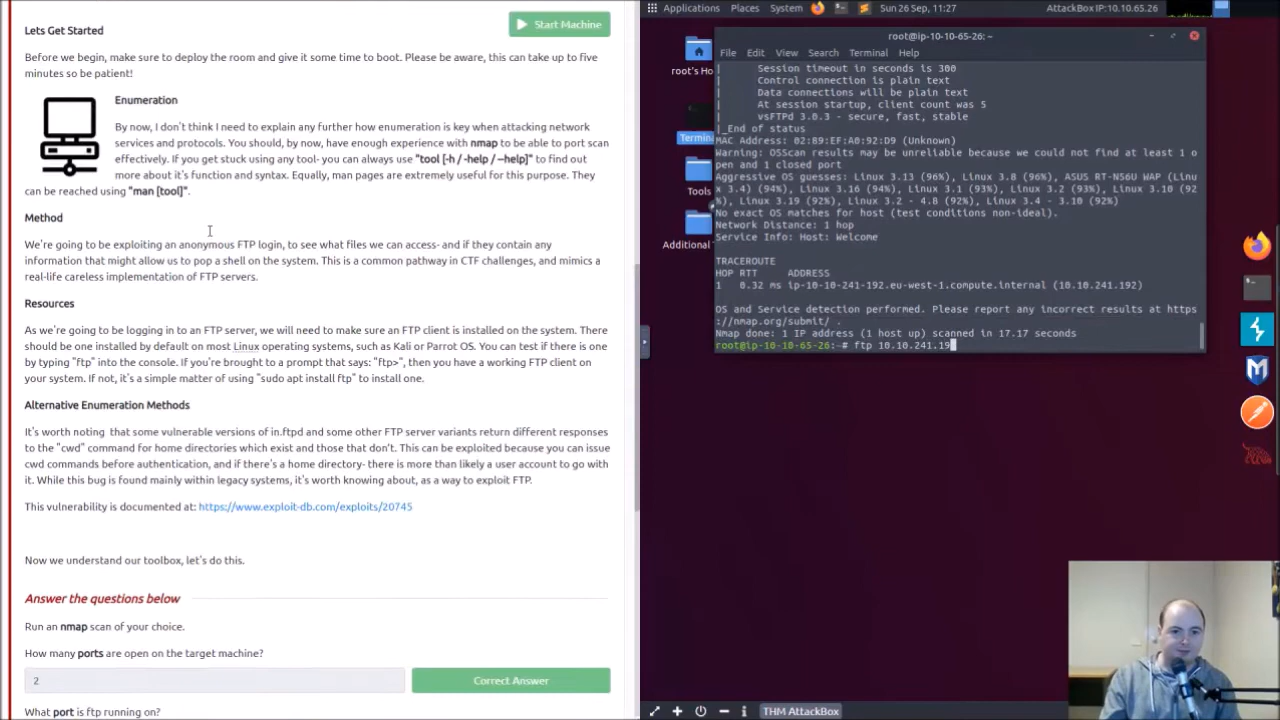 Lets Get Started
Start Machine
Before we begin, make sure to deploy the room and give it some time to boot. Please be aware, this can take up to five
minutes so be patient!
Enumeration
By now, I don't think I need to explain any further how enumeration is key when attacking network
services and protocols. You should, by now, have enough experience with nmap to be able to port scan
effectively. If you get stuck using any tool- you can always use "tool [-h / -help / --help]" to find out
more about it's function and syntax. Equally, man pages are extremely useful for this purpose. They
can be reached using "man [tool]".
Method
We're going to be exploiting an anonymous FTP login, to see what files we can access- and if they contain any
information that might allow us to pop a shell on the system. This is a common pathway in CTF challenges, and mimics a
real-life careless implementation of FTP servers.
Resources
As we're going to be logging in to an FTP server, we will need to make sure an FTP client is installed on the system. There
should be one installed by default on most Linux operating systems, such as Kali or Parrot OS. You can test if there is one
by typing "ftp" into the console. If you're brought to a prompt that says: "ftp>", then you have a working FTP client on
your system. If not, it's a simple matter of using "sudo apt install ftp" to install one.
Alternative Enumeration Methods
It's worth noting that some vulnerable versions of in.ftpd and some other FTP server variants return different responses
to the "cwd" command for home directories which exist and those that don't. This can be exploited because you can issue
cwd commands before authentication, and if there's a home directory- there is more than likely a user account to go with
it. While this bug is found mainly within legacy systems, it's worth knowing about, as a way to exploit FTP.
This vulnerability is documented at: https://www.exploit-db.com/exploits/20745
Now we understand our toolbox, let's do this.
Answer the questions below
Run an nmap scan of your choice.
How many ports are open on the target machine?
2
Correct Answer
What port is ftp running on?
Applications Places System Sun 26 Sep, 11:27 AttackBox IP:10.10.65.26
root's Ho
Termina
Tools
Additional
root@ip-10-10-65-26: ~
File Edit View Search Terminal Help
| Session timeout in seconds is 300
| Control connection is plain text
| Data connections will be plain text
| At session startup, client count was 5
| vsFTPd 3.0.3 - secure, fast, stable
|_End of status
MAC Address: 02:89:EF:A0:92:D9 (Unknown)
Warning: OSScan results may be unreliable because we could not find at least 1 o
pen and 1 closed port
Aggressive OS guesses: Linux 3.13 (96%), Linux 3.8 (96%), ASUS RT-N56U WAP (Linu
x 3.4) (94%), Linux 3.16 (94%), Linux 3.1 (93%), Linux 3.2 (93%), Linux 3.10 (92
%), Linux 3.19 (92%), Linux 3.2 - 4.8 (92%), Linux 3.4 - 3.10 (92%)
No exact OS matches for host (test conditions non-ideal).
Network Distance: 1 hop
Service Info: Host: Welcome
TRACEROUTE
HOP RTT ADDRESS
1 0.32 ms ip-10-10-241-192.eu-west-1.compute.internal (10.10.241.192)
OS and Service detection performed. Please report any incorrect results at https
://nmap.org/submit/ .
Nmap done: 1 IP address (1 host up) scanned in 17.17 seconds
root@ip-10-10-65-26:~# ftp 10.10.241.19
THM AttackBox